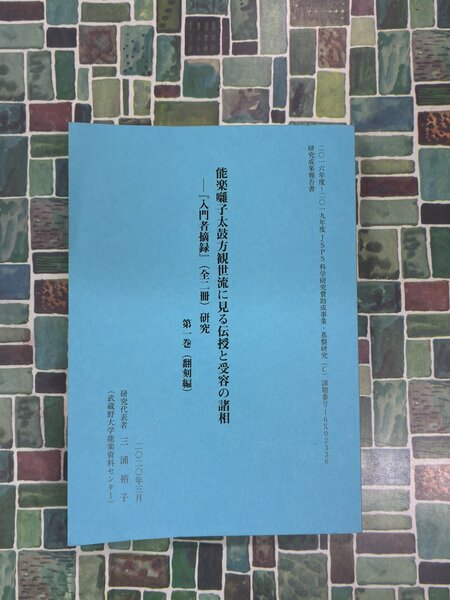 二〇一六年度~二〇一九年度JSPS科学研究費助成事業・基盤研究(C)課題番号16K02336
研究成果報告書
能楽囃子太鼓方観世流に見る伝授と受容の諸相
―『入門者摘録』(全二冊)研究
第一巻(翻刻編)
二〇二〇年三月
研究代表者 三浦裕子
(武蔵野大学能楽資料センター)